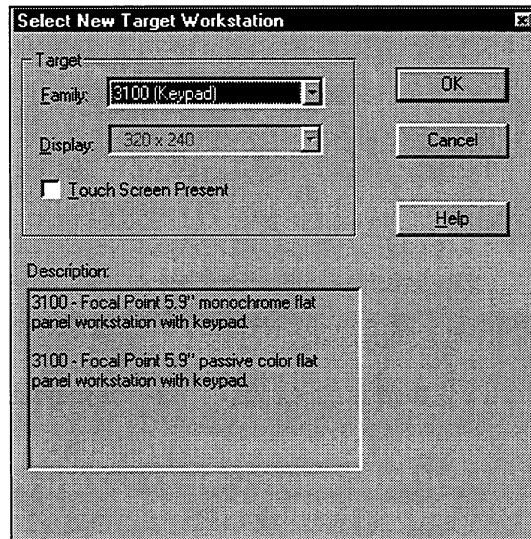 Select New Target Workstation
Target
Family: 3100 (Keypad)
Display: 320 x 240
Touch Screen Present
OK
Cancel
Help
Description:
3100 - Focal Point 5.9" monochrome flat
panel workstation with keypad.
3100 - Focal Point 5.9" passive color flat
panel workstation with keypad.